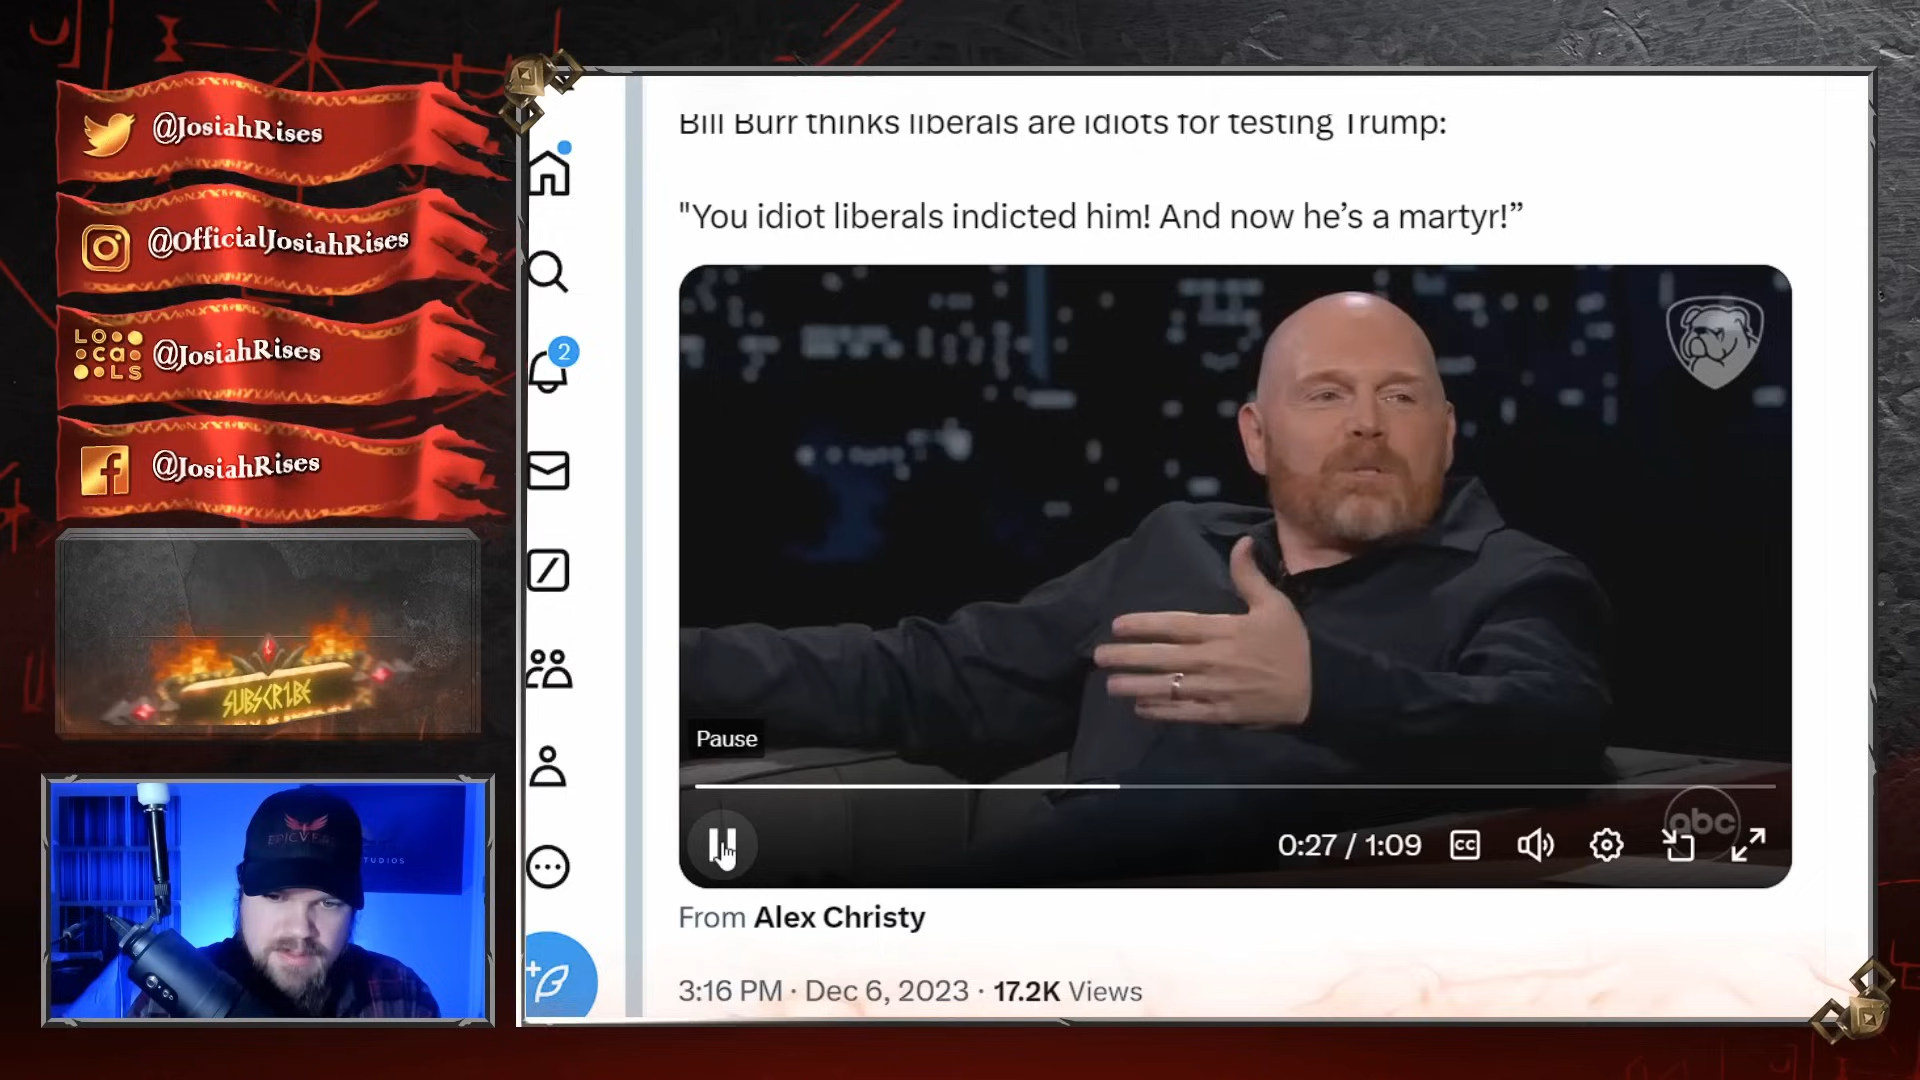 @JosiahRises
@OfficialJosiahRises
LOcaLS
@JosiahRises
@JosiahRises
SUBSCRIBE
STUDIOS
Bill Burr thinks liberals are idiots for testing Trump:
"You idiot liberals indicted him! And now he’s a martyr!”
2
Pause
0:27 / 1:09
CC
abc
From Alex Christy
3:16 PM · Dec 6, 2023 · 17.2K Views